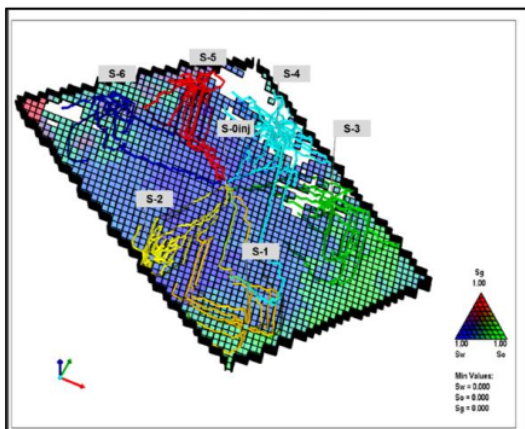 S-5
S-6
S-4
S-0inj
S-3
S-2
S-1
Sg
1.00
1.00 1.00
Sw So
Min Values:
Sw = 0.000
So = 0.000
Sg = 0.000